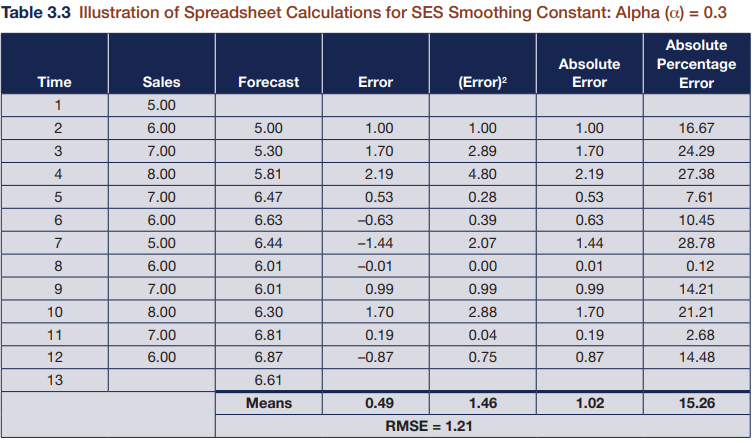 Table 3.3 Illustration of Spreadsheet Calculations for SES Smoothing Constant: Alpha (α) = 0.3
Time Sales Forecast Error (Error)² Absolute Error Absolute Percentage Error
1 5.00
2 6.00 5.00 1.00 1.00 1.00 16.67
3 7.00 5.30 1.70 2.89 1.70 24.29
4 8.00 5.81 2.19 4.80 2.19 27.38
5 7.00 6.47 0.53 0.28 0.53 7.61
6 6.00 6.63 –0.63 0.39 0.63 10.45
7 5.00 6.44 –1.44 2.07 1.44 28.78
8 6.00 6.01 –0.01 0.00 0.01 0.12
9 7.00 6.01 0.99 0.99 0.99 14.21
10 8.00 6.30 1.70 2.88 1.70 21.21
11 7.00 6.81 0.19 0.04 0.19 2.68
12 6.00 6.87 –0.87 0.75 0.87 14.48
13 6.61
Means 0.49 1.46 1.02 15.26
RMSE = 1.21